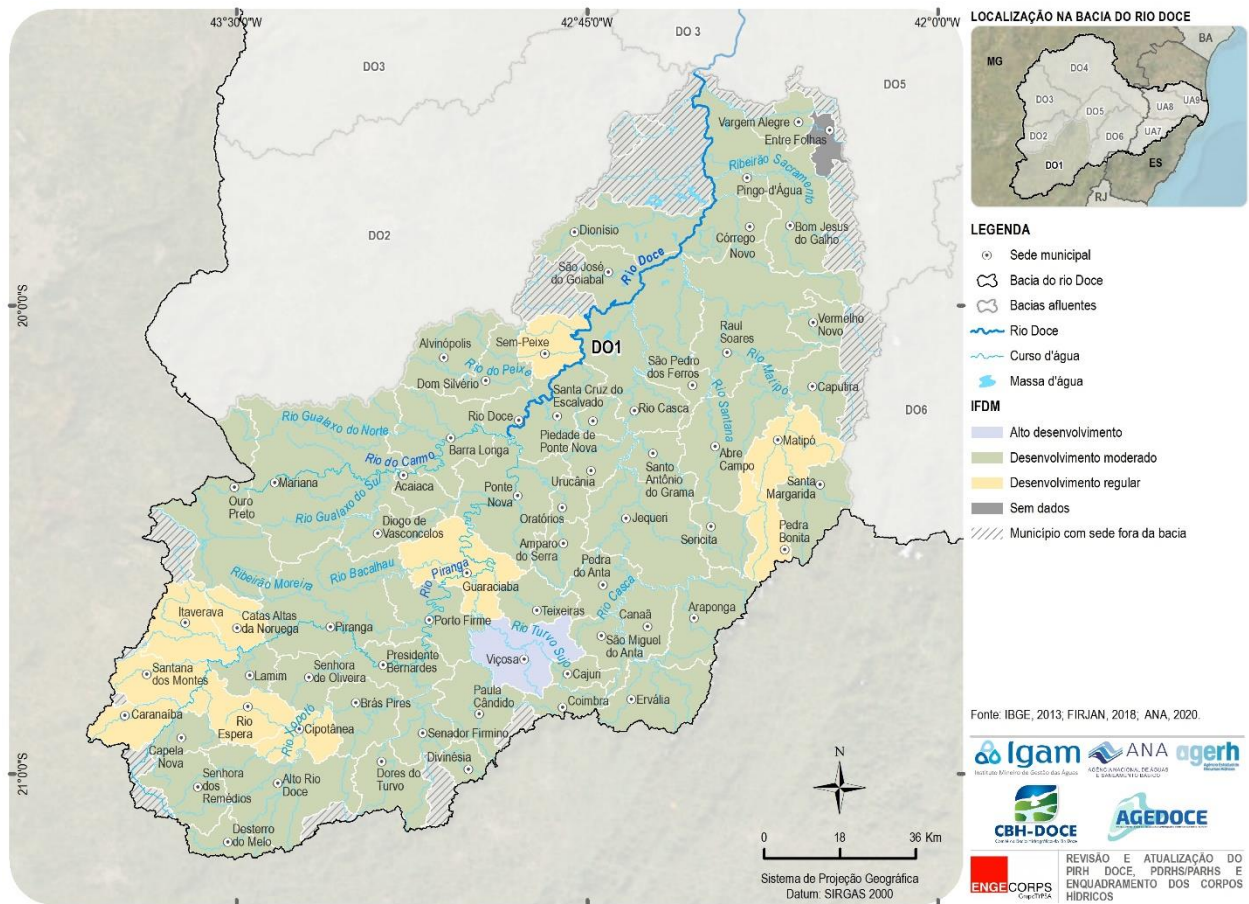 43°30'0"W
42°45'0"W
42°0'0"W
20°0'0"S
21°0'0"S
DO3
DO 3
DO5
DO2
DO6
DO1
Vargem Alegre
Entre Folhas
Ribeirão Sacramento
Pingo-d'Água
Dionísio
Córrego
Novo
Bom Jesus
do Galho
São José
do Goiabal
Rio Doce
Vermelho
Novo
Raul
Soares
Alvinópolis
Sem-Peixe
Rio do Peixe
Dom Silvério
São Pedro
dos Ferros
Rio Matipo
Caputira
Santa Cruz do
Escalvado
Rio Casca
Rio Santana
Rio Doce
Rio Gualaxo do Norte
Piedade de
Ponte Nova
Matipó
Barra Longa
Abre
Campo
Rio do Carmo
Mariana
Acaiaca
Urucânia
Santo
Antônio
do Grama
Santa
Margarida
Ouro
Preto
Rio Gualaxo do Sul
Ponte
Nova
Oratórios
Jequeri
Sericita
Diogo de
Vasconcelos
Amparo
do Serra
Pedra
Bonita
Pedra
do Anta
Ribeirão Moreira
Rio Bacalhau
Rio Piranga
Guaraciaba
Rio Casca
Itaverava
Catas Altas
da Noruega
Piranga
Porto Firme
Teixeiras
Canaã
Araponga
Rio Turvo Sujo
São Miguel
do Anta
Viçosa
Presidente
Bernardes
Cajuri
Santana
dos Montes
Lamim
Senhora
de Oliveira
Caranaíba
Rio
Espera
Brás Pires
Paula
Cândido
Coimbra
Ervália
Rio Xopotó
Cipotânea
Senador Firmino
Capela
Nova
Divinésia
Senhora
dos
Remédios
Alto Rio
Doce
Dores do
Turvo
Desterro
do Melo
N
0 18 36 Km
Sistema de Projeção Geográfica
Datum: SIRGAS 2000
LOCALIZAÇÃO NA BACIA DO RIO DOCE
BA
MG
DO4
DO3
DO5
UA8
UA9
DO2
DO6
UA7
DO1
ES
RJ
LEGENDA
Sede municipal
Bacia do rio Doce
Bacias afluentes
Rio Doce
Curso d'água
Massa d'água
IFDM
Alto desenvolvimento
Desenvolvimento moderado
Desenvolvimento regular
Sem dados
Município com sede fora da bacia
Fonte: IBGE, 2013; FIRJAN, 2018; ANA, 2020.
Igam
Instituto Mineiro de Gestão das Águas
ANA
AGÊNCIA NACIONAL DE ÁGUAS
E SANEAMENTO BÁSICO
agerh
CBH-DOCE
AGEDOCE
ENGECORPS
GrupoTYPSA
REVISÃO E ATUALIZAÇÃO DO
PIRH DOCE, PDRHS/PARHS E
ENQUADRAMENTO DOS CORPOS
HÍDRICOS